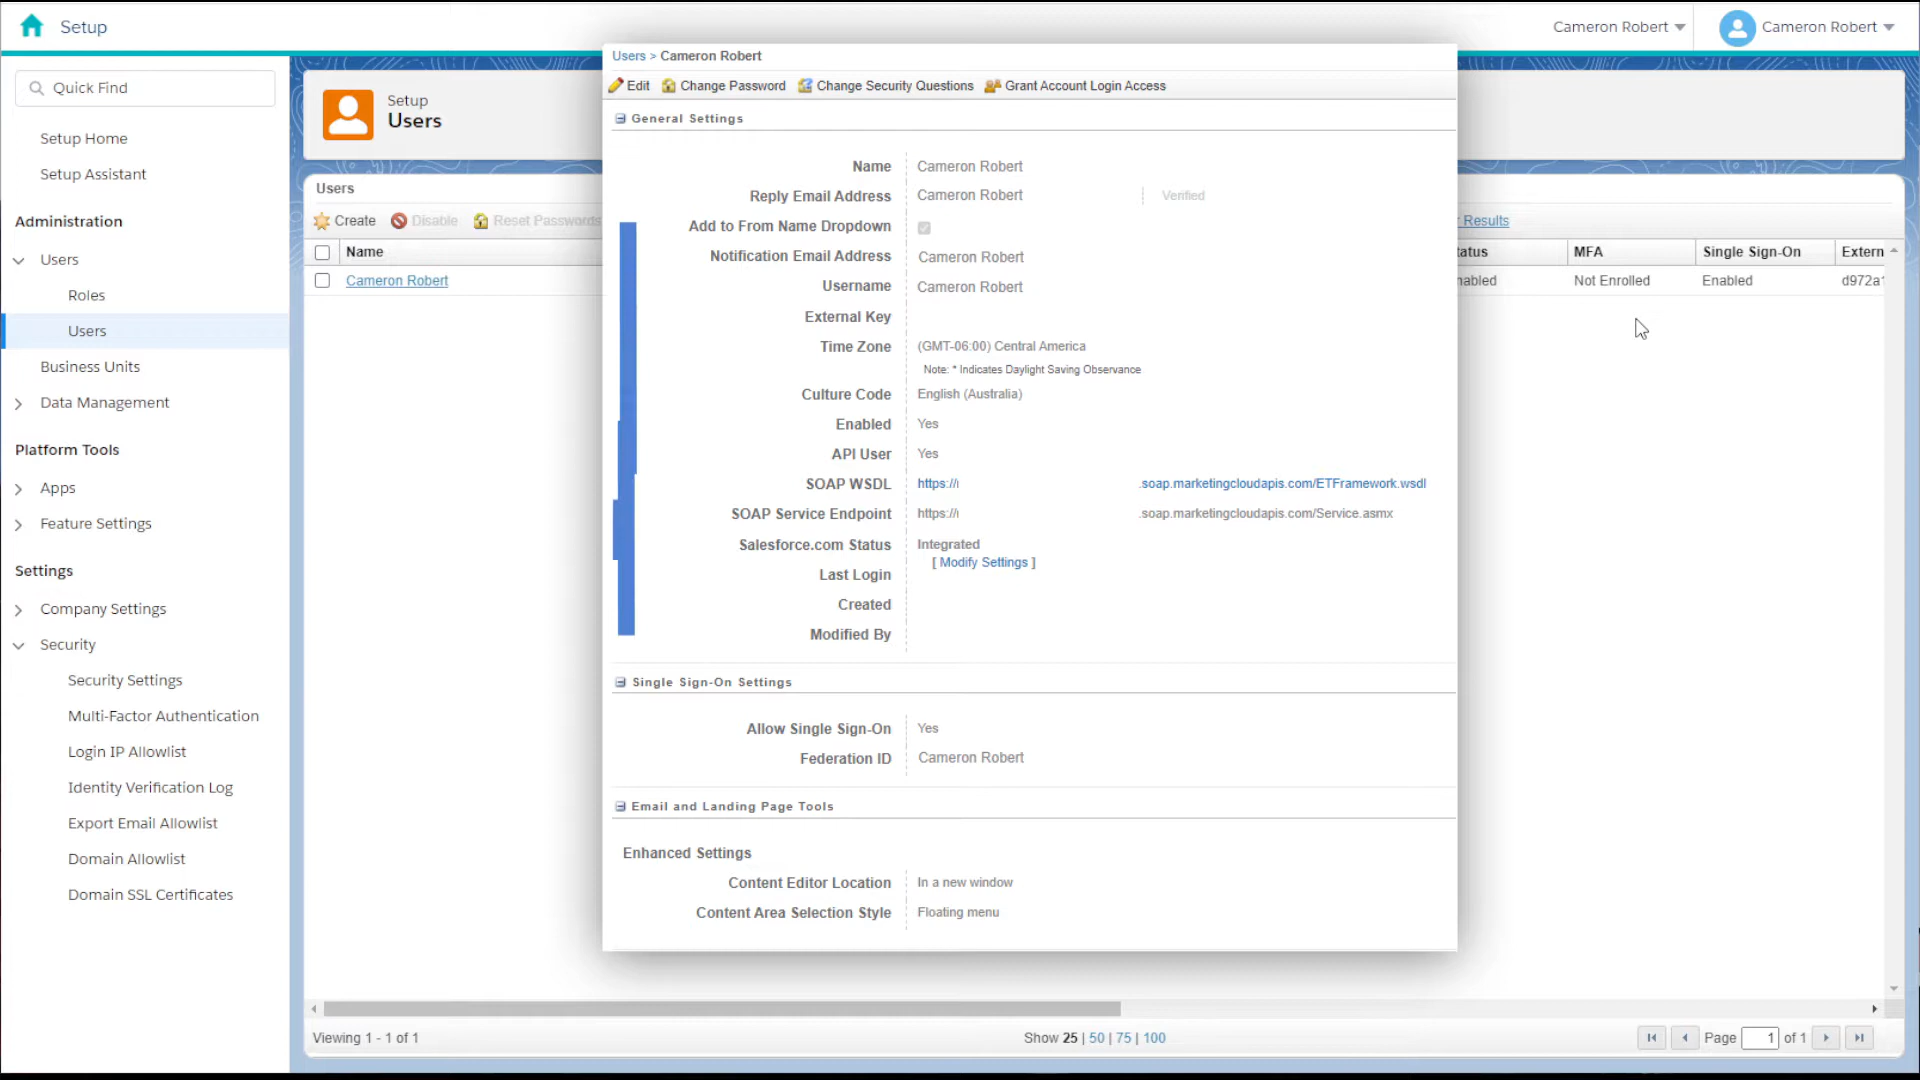 Setup
Cameron Robert
Cameron Robert
Quick Find
Setup Home
Setup Assistant
Administration
Users
Roles
Users
Business Units
Data Management
Platform Tools
Apps
Feature Settings
Settings
Company Settings
Security
Security Settings
Multi-Factor Authentication
Login IP Allowlist
Identity Verification Log
Export Email Allowlist
Domain Allowlist
Domain SSL Certificates
Setup
Users
Users
Create Disable Reset Passwords
Name
Cameron Robert
Users > Cameron Robert
Edit Change Password Change Security Questions Grant Account Login Access
General Settings
Name Cameron Robert
Reply Email Address Cameron Robert Verified
Add to From Name Dropdown
Notification Email Address Cameron Robert
Username Cameron Robert
External Key
Time Zone (GMT-06:00) Central America
Note: * Indicates Daylight Saving Observance
Culture Code English (Australia)
Enabled Yes
API User Yes
SOAP WSDL https:// .soap.marketingcloudapis.com/ETFramework.wsdl
SOAP Service Endpoint https:// .soap.marketingcloudapis.com/Service.asmx
Salesforce.com Status Integrated
[ Modify Settings ]
Last Login
Created
Modified By
Single Sign-On Settings
Allow Single Sign-On Yes
Federation ID Cameron Robert
Email and Landing Page Tools
Enhanced Settings
Content Editor Location In a new window
Content Area Selection Style Floating menu
Results
tatus MFA Single Sign-On Extern
nabled Not Enrolled Enabled d972a
Viewing 1 - 1 of 1
Show 25 | 50 | 75 | 100
Page 1 of 1